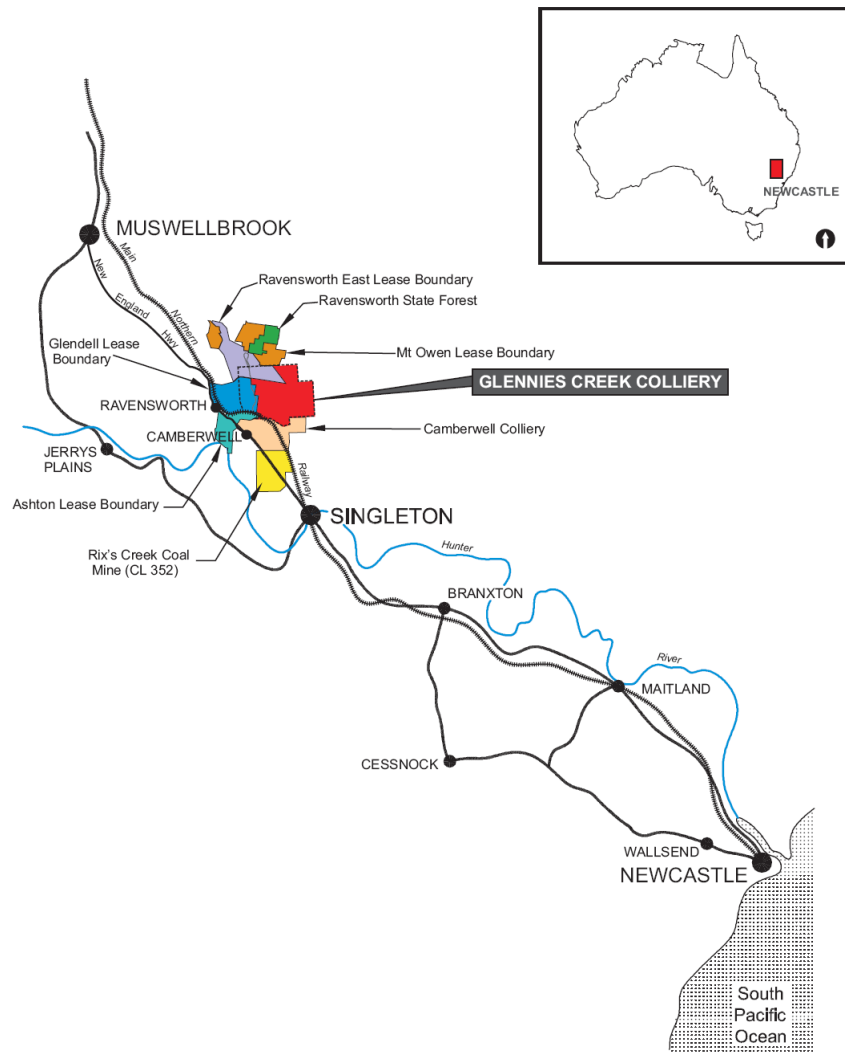 NEWCASTLE
MUSWELLBROOK
Main
Northern
New
England
Hwy
Ravensworth East Lease Boundary
Ravensworth State Forest
Glendell Lease
Boundary
Mt Owen Lease Boundary
GLENNIES CREEK COLLIERY
RAVENSWORTH
CAMBERWELL
Camberwell Colliery
JERRYS
PLAINS
Railway
Ashton Lease Boundary
SINGLETON
Rix's Creek Coal
Mine (CL 352)
Hunter
BRANXTON
River
MAITLAND
CESSNOCK
WALLSEND
NEWCASTLE
South
Pacific
Ocean